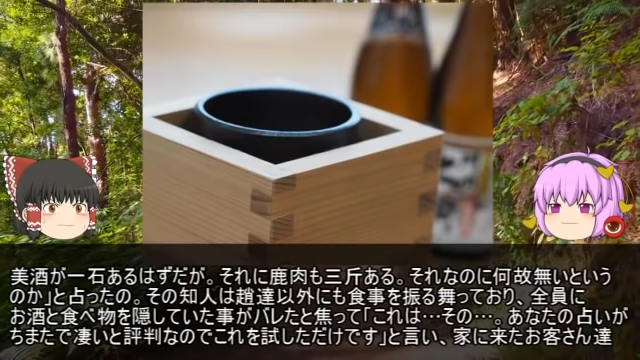 美酒が一石あるはずだが。それに鹿肉も三斤ある。それなのに何故無いという
のか」と占ったの。その知人は趙達以外にも食事を振る舞っており、全員に
お酒と食べ物を隠していた事がバレたと焦って「これは…その…。あなたの占いが
ちまたで凄いと評判なのでこれを試しただけです」と言い、家に来たお客さん達